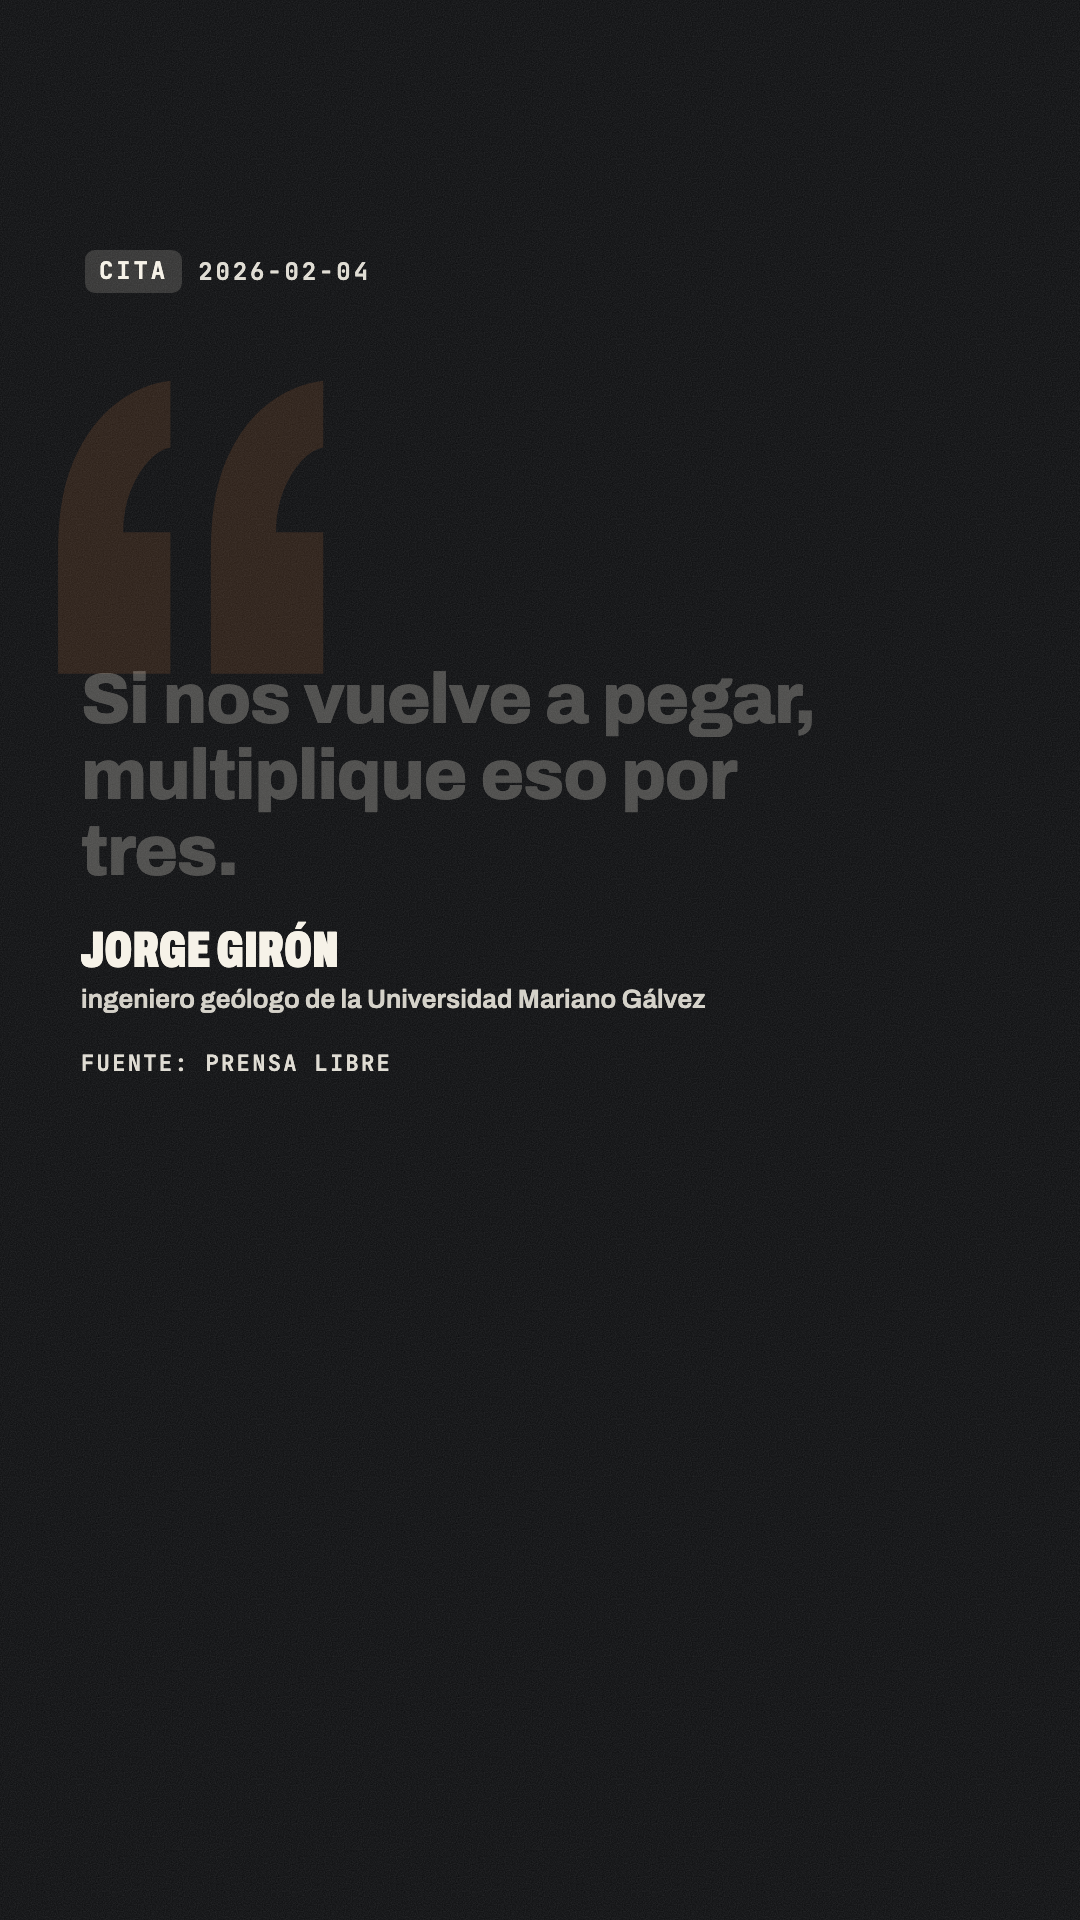 CITA 2026-02-04
“
Si nos vuelve a pegar,
multiplique eso por
tres.
JORGE GIRÓN
ingeniero geólogo de la Universidad Mariano Gálvez
FUENTE: PRENSA LIBRE